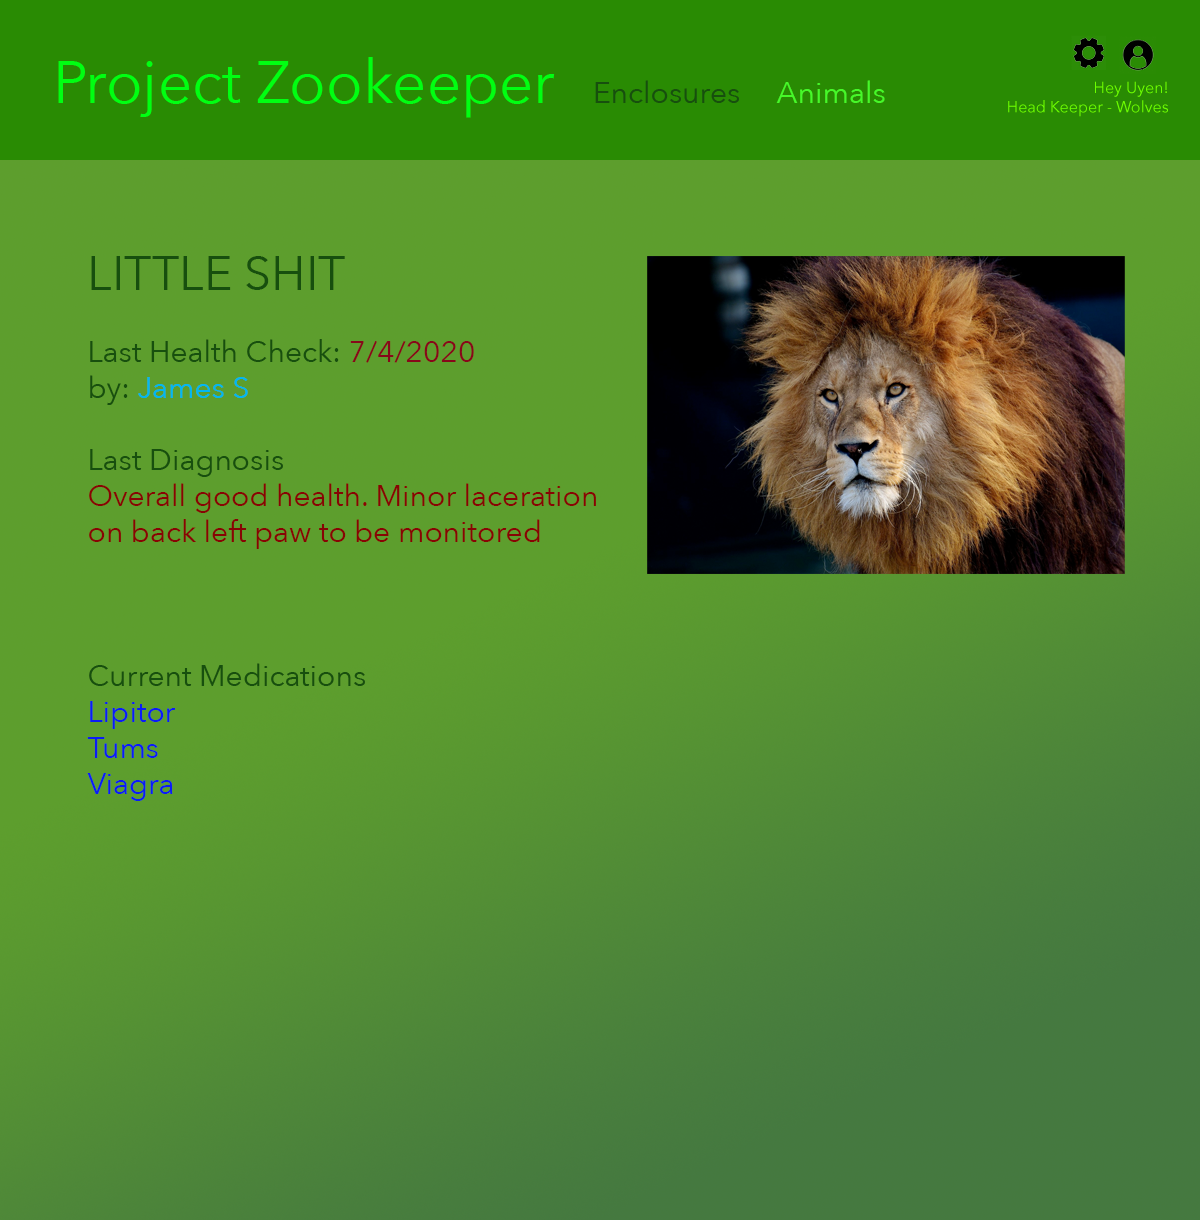 Project Zookeeper
Enclosures
Animals
Hey Uyen!
Head Keeper - Wolves
LITTLE SHIT
Last Health Check: 7/4/2020
by: James S
Last Diagnosis
Overall good health. Minor laceration
on back left paw to be monitored
Current Medications
Lipitor
Tums
Viagra